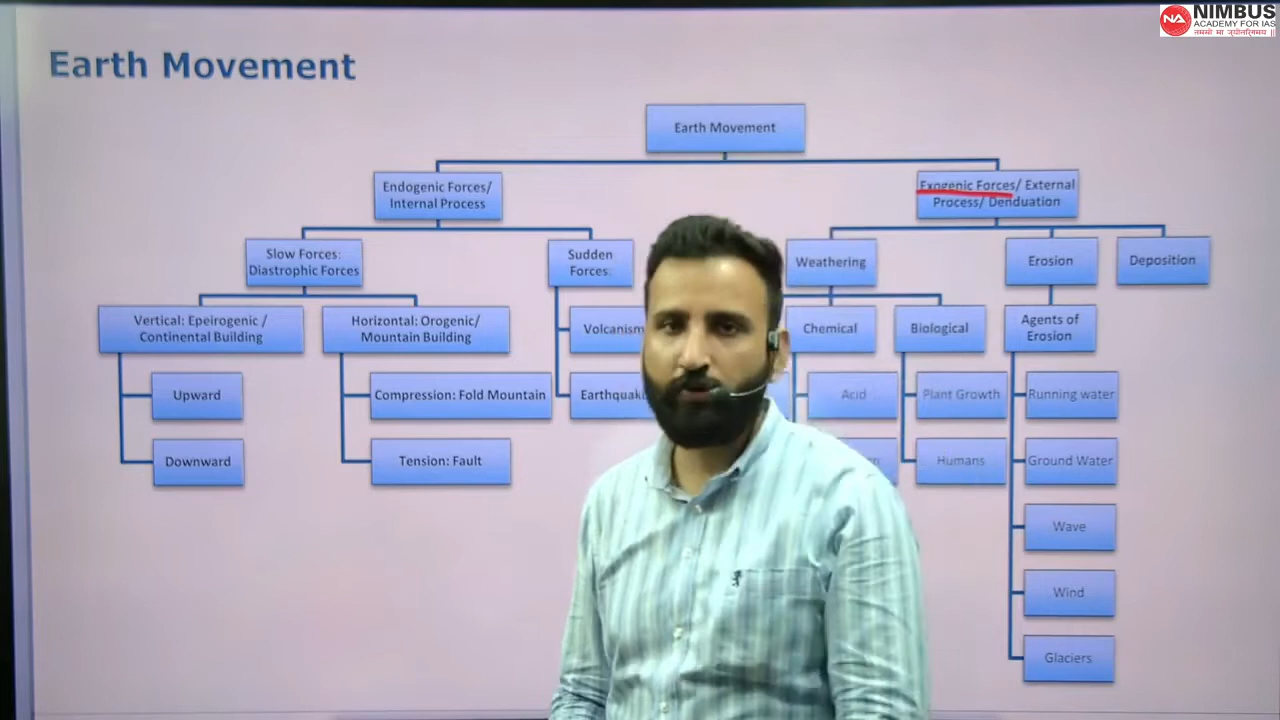 NIMBUS
ACADEMY FOR IAS
Earth Movement
Earth Movement
Endogenic Forces/
Internal Process
Exogenic Forces/ External
Process/ Denduation
Slow Forces:
Diastrophic Forces
Sudden
Forces:
Weathering
Erosion
Deposition
Vertical: Epeirogenic /
Continental Building
Horizontal: Orogenic/
Mountain Building
Volcanism
Chemical
Biological
Agents of
Erosion
Upward
Compression: Fold Mountain
Acid
Plant Growth
Running water
Downward
Tension: Fault
Humans
Ground Water
Wave
Wind
Glaciers